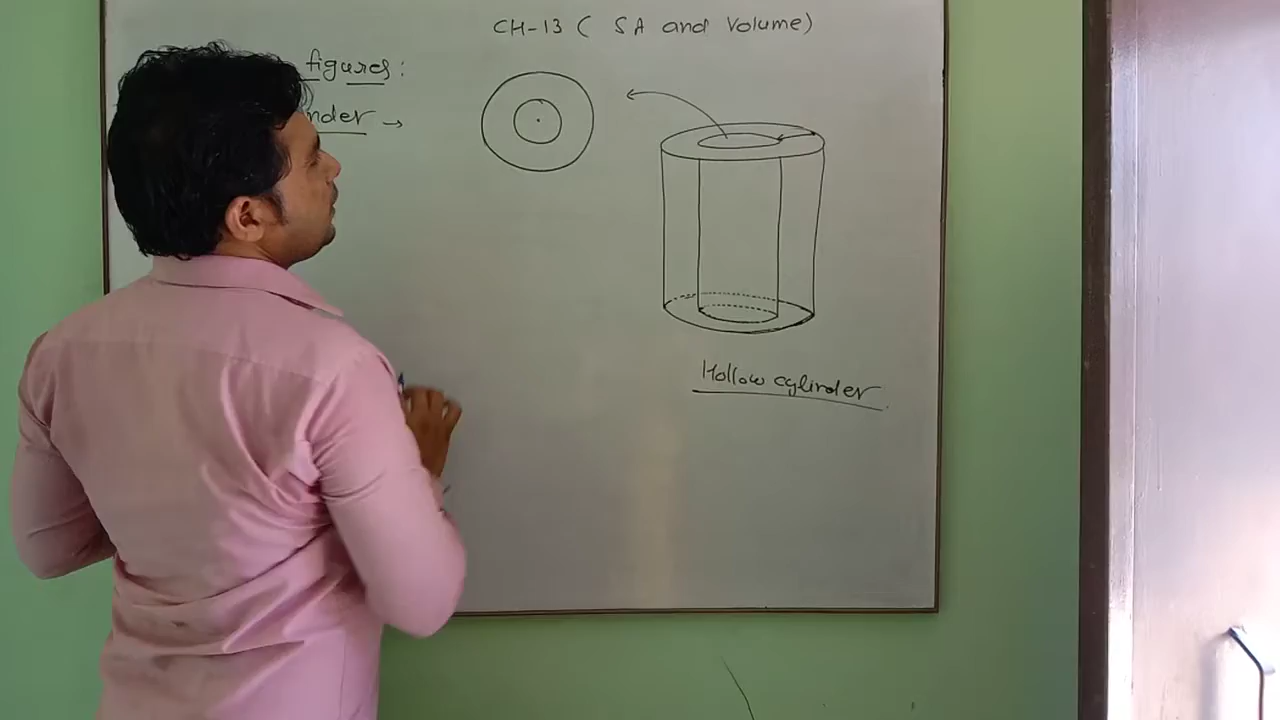 CH-13 ( SA and Volume)
figures:
nder →
Hollow cylinder